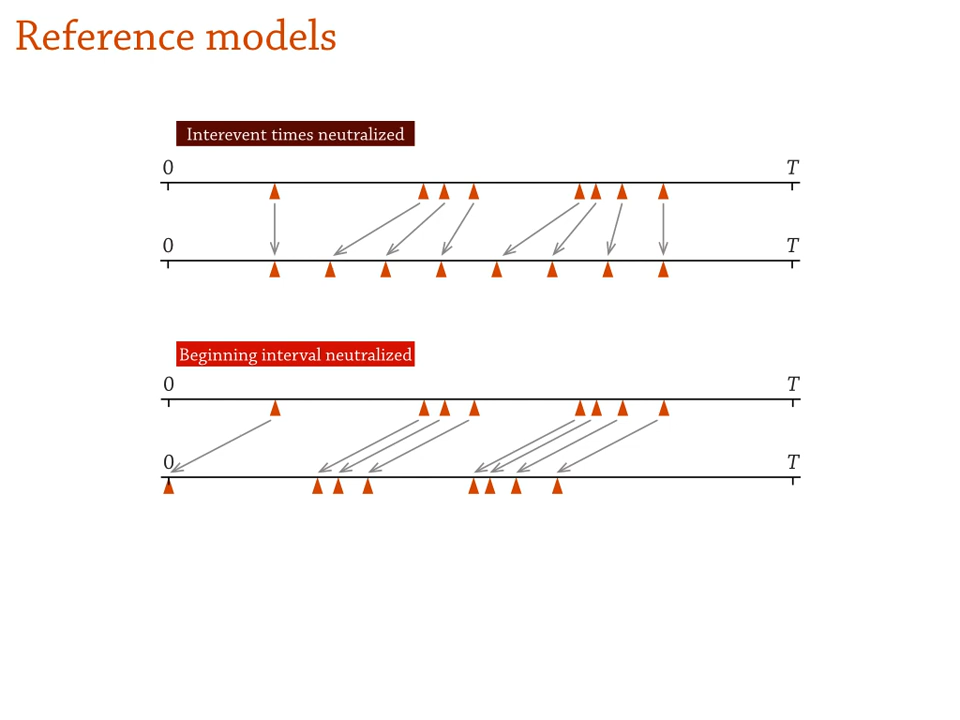 Reference models
Interevent times neutralized
0 T
0 T
Beginning interval neutralized
0 T
0 T